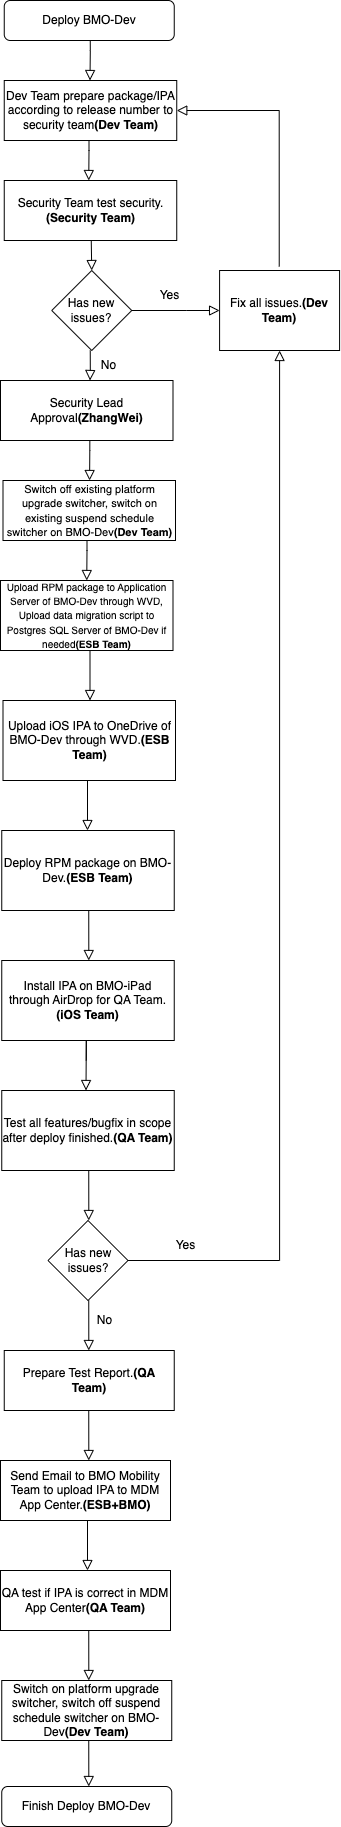 Deploy BMO-Dev
Dev Team prepare package/IPA
according to release number to
security team(Dev Team)
Security Team test security.
(Security Team)
Has new
issues?
Yes
Fix all issues.(Dev
Team)
No
Security Lead
Approval(ZhangWei)
Switch off existing platform
upgrade switcher, switch on
existing suspend schedule
switcher on BMO-Dev(Dev Team)
Upload RPM package to Application
Server of BMO-Dev through WVD,
Upload data migration script to
Postgres SQL Server of BMO-Dev if
needed(ESB Team)
Upload iOS IPA to OneDrive of
BMO-Dev through WVD.(ESB
Team)
Deploy RPM package on BMO-
Dev.(ESB Team)
Install IPA on BMO-iPad
through AirDrop for QA Team.
(iOS Team)
Test all features/bugfix in scope
after deploy finished.(QA Team)
Has new
issues?
Yes
No
Prepare Test Report.(QA
Team)
Send Email to BMO Mobility
Team to upload IPA to MDM
App Center.(ESB+BMO)
QA test if IPA is correct in MDM
App Center(QA Team)
Switch on platform upgrade
switcher, switch off suspend
schedule switcher on BMO-
Dev(Dev Team)
Finish Deploy BMO-Dev